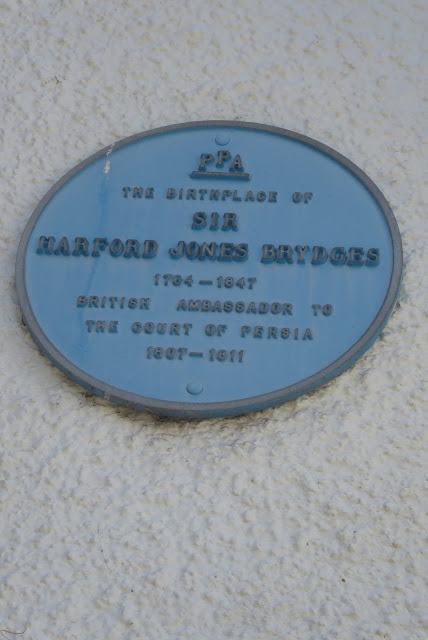 PPA
THE BIRTHPLACE OF
SIR
HARFORD JONES BRYDGES
1764 — 1847
BRITISH AMBASSADOR TO
THE COURT OF PERSIA
1807 — 1811